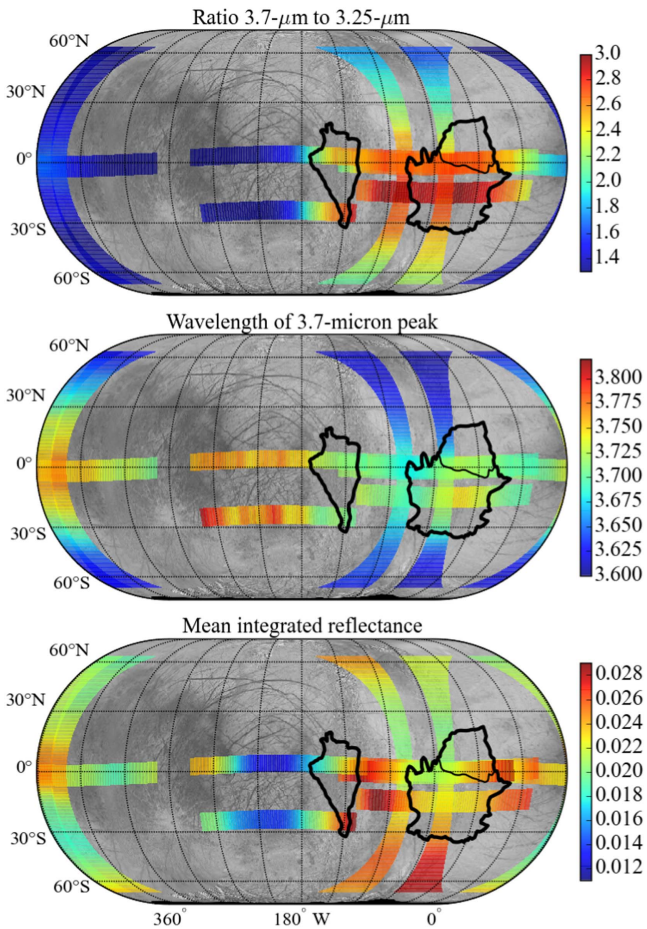 Ratio 3.7-μm to 3.25-μm
60°N
30°N
0°
30°S
60°S
3.0
2.8
2.6
2.4
2.2
2.0
1.8
1.6
1.4
Wavelength of 3.7-micron peak
60°N
30°N
0°
30°S
60°S
3.800
3.775
3.750
3.725
3.700
3.675
3.650
3.625
3.600
Mean integrated reflectance
60°N
30°N
0°
30°S
60°S
0.028
0.026
0.024
0.022
0.020
0.018
0.016
0.014
0.012
360° 180° W 0°